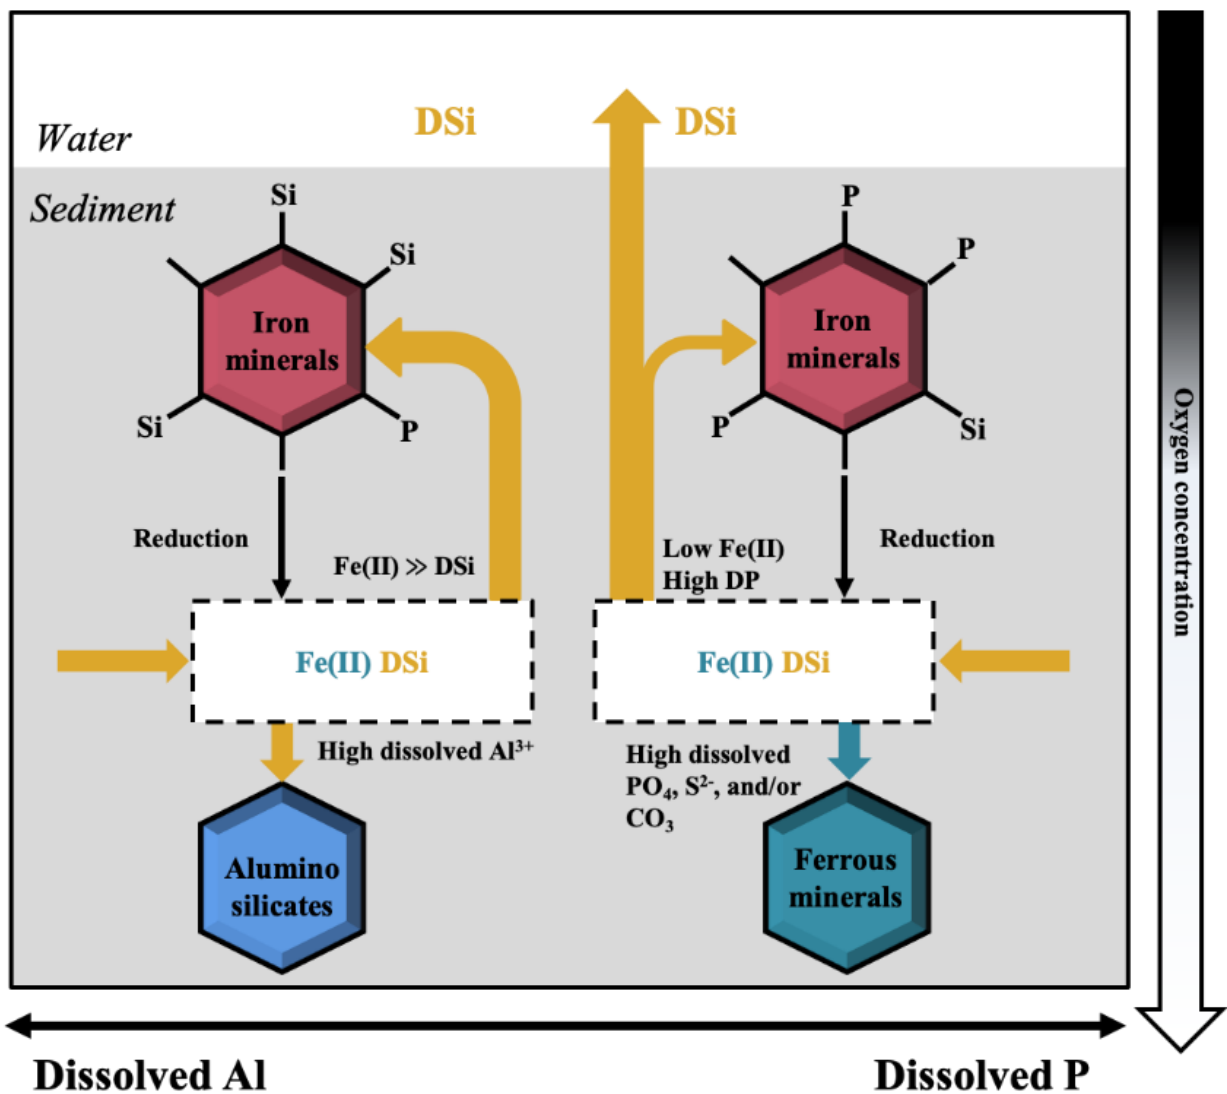 DSi
DSi
Water
Sediment
Si
Si
Iron
minerals
Si
P
P
P
Iron
minerals
P
Si
Reduction
Fe(II) ≫ DSi
Low Fe(II)
High DP
Reduction
Fe(II) DSi
Fe(II) DSi
High dissolved Al³⁺
High dissolved
PO₄, S²⁻, and/or
CO₃
Alumino
silicates
Ferrous
minerals
Oxygen concentration
Dissolved Al
Dissolved P